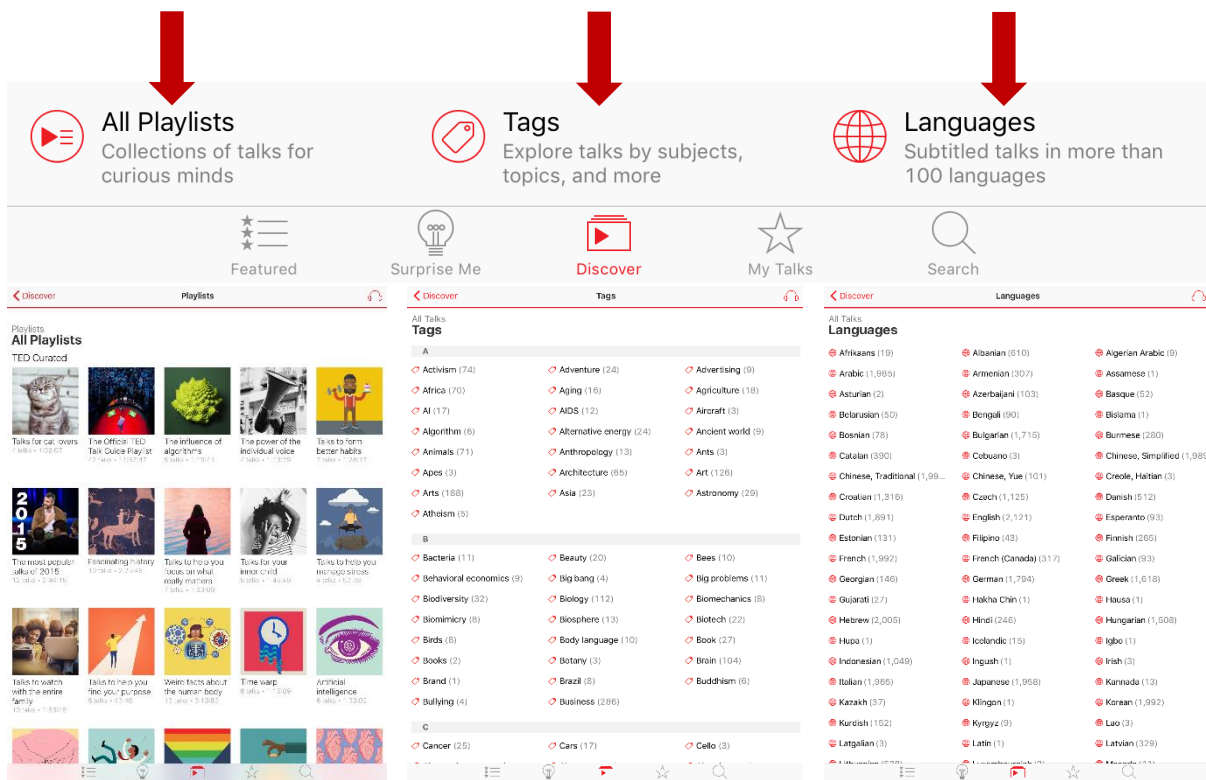 All Playlists
Collections of talks for
curious minds
Tags
Explore talks by subjects,
topics, and more
Languages
Subtitled talks in more than
100 languages
Featured
Surprise Me
Discover
My Talks
Search
Discover
Playlists
Playlists
All Playlists
TED Curated
Talks for cat lovers
The Official TED
Talk Guide Playlist
The influence of
algorithms
The power of the
individual voice
Talks to form
better habits
2015
The most popular
talks of 2015
Fascinating history
Talks to help you
focus on what
really matters
Talks for your
inner child
Talks to help you
manage stress
Talks to watch
with the entire
family
Talks to help you
find your purpose
Weird facts about
the human body
Time warp
Artificial
intelligence
Discover
Tags
All Talks
Tags
A
Activism (74)
Adventure (24)
Advertising (9)
Africa (70)
Aging (16)
Agriculture (18)
AI (17)
AIDS (12)
Aircraft (3)
Algorithm (6)
Alternative energy (24)
Ancient world (9)
Animals (71)
Anthropology (13)
Ants (3)
Apes (3)
Architecture (65)
Art (126)
Arts (188)
Asia (23)
Astronomy (29)
Atheism (5)
B
Bacteria (11)
Beauty (20)
Bees (10)
Behavioral economics (9)
Big bang (4)
Big problems (11)
Biodiversity (32)
Biology (112)
Biomechanics (8)
Biomimicry (8)
Biosphere (13)
Biotech (22)
Birds (8)
Body language (10)
Book (27)
Books (2)
Botany (3)
Brain (104)
Brand (1)
Brazil (8)
Buddhism (6)
Bullying (4)
Business (286)
C
Cancer (25)
Cars (17)
Cello (3)
Discover
Languages
All Talks
Languages
Afrikaans (19)
Albanian (610)
Algerian Arabic (9)
Arabic (1,985)
Armenian (307)
Assamese (1)
Asturian (2)
Azerbaijani (103)
Basque (52)
Belarusian (50)
Bengali (90)
Bislama (1)
Bosnian (78)
Bulgarian (1,715)
Burmese (280)
Catalan (390)
Cebuano (3)
Chinese, Simplified (1,989
Chinese, Traditional (1,99...
Chinese, Yue (101)
Creole, Haitian (3)
Croatian (1,316)
Czech (1,125)
Danish (512)
Dutch (1,891)
English (2,121)
Esperanto (93)
Estonian (131)
Filipino (43)
Finnish (265)
French (1,992)
French (Canada) (317)
Galician (93)
Georgian (146)
German (1,794)
Greek (1,618)
Gujarati (27)
Hakha Chin (1)
Hausa (1)
Hebrew (2,005)
Hindi (246)
Hungarian (1,508)
Hupa (1)
Icelandic (15)
Igbo (1)
Indonesian (1,049)
Ingush (1)
Irish (3)
Italian (1,965)
Japanese (1,958)
Kannada (13)
Kazakh (37)
Klingon (1)
Korean (1,992)
Kurdish (152)
Kyrgyz (9)
Lao (3)
Latgalian (3)
Latin (1)
Latvian (329)